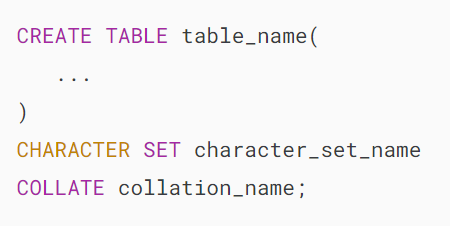 CREATE TABLE table_name(
   ...
)
CHARACTER SET character_set_name
COLLATE collation_name;